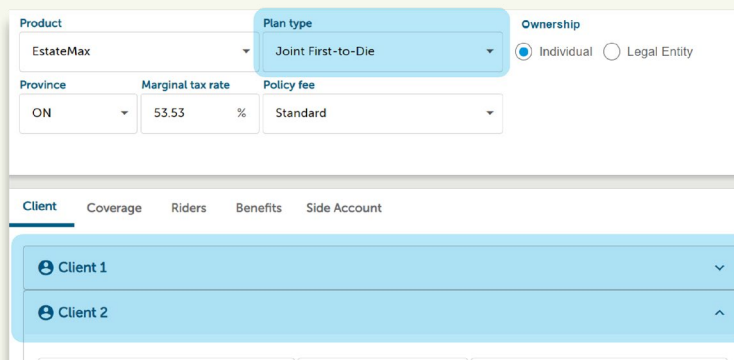 Product Plan type Ownership
EstateMax Joint First-to-Die Individual Legal Entity
Province Marginal tax rate Policy fee
ON 53.53 % Standard
Client Coverage Riders Benefits Side Account
Client 1
Client 2